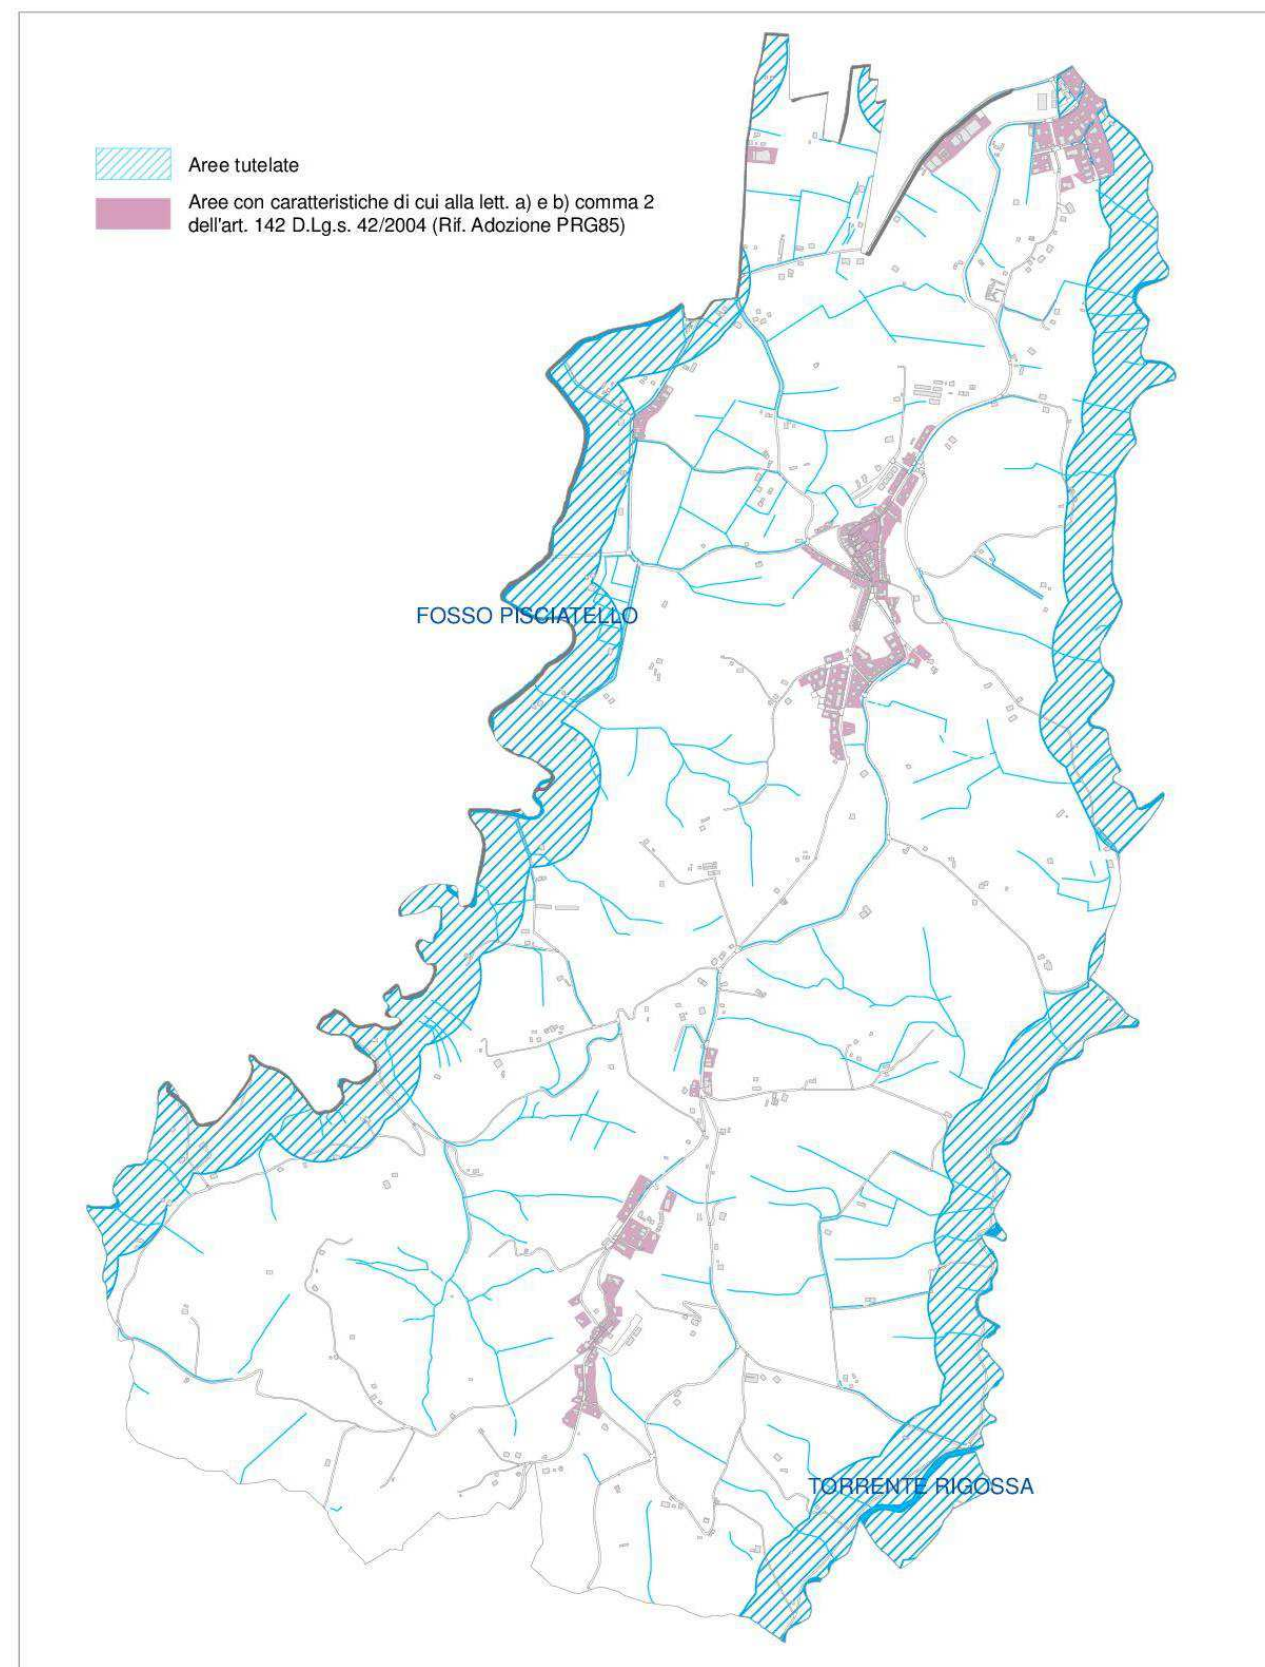 Aree tutelate
Aree con caratteristiche di cui alla lett. a) e b) comma 2
dell'art. 142 D.Lg.s. 42/2004 (Rif. Adozione PRG85)
FOSSO PISCIATELLO
TORRENTE RIGOSSA